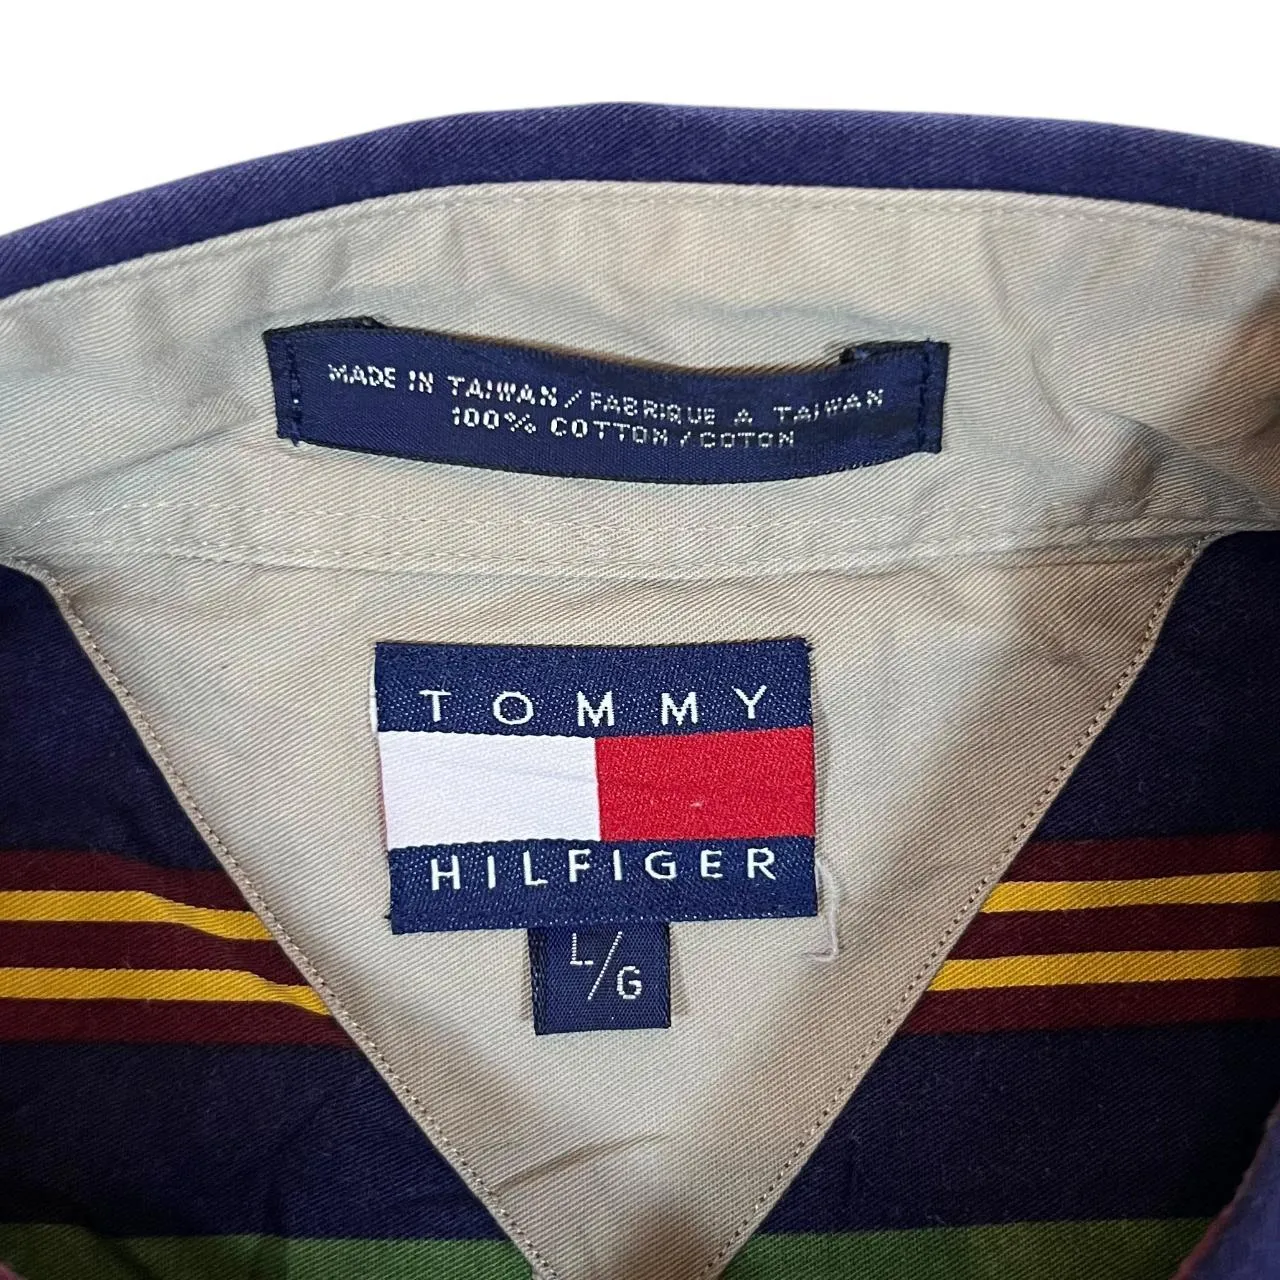 MADE IN TAIWAN / FABRIQUE A TAIWAN
100% COTTON / COTON
TOMMY
HILFIGER
L/G